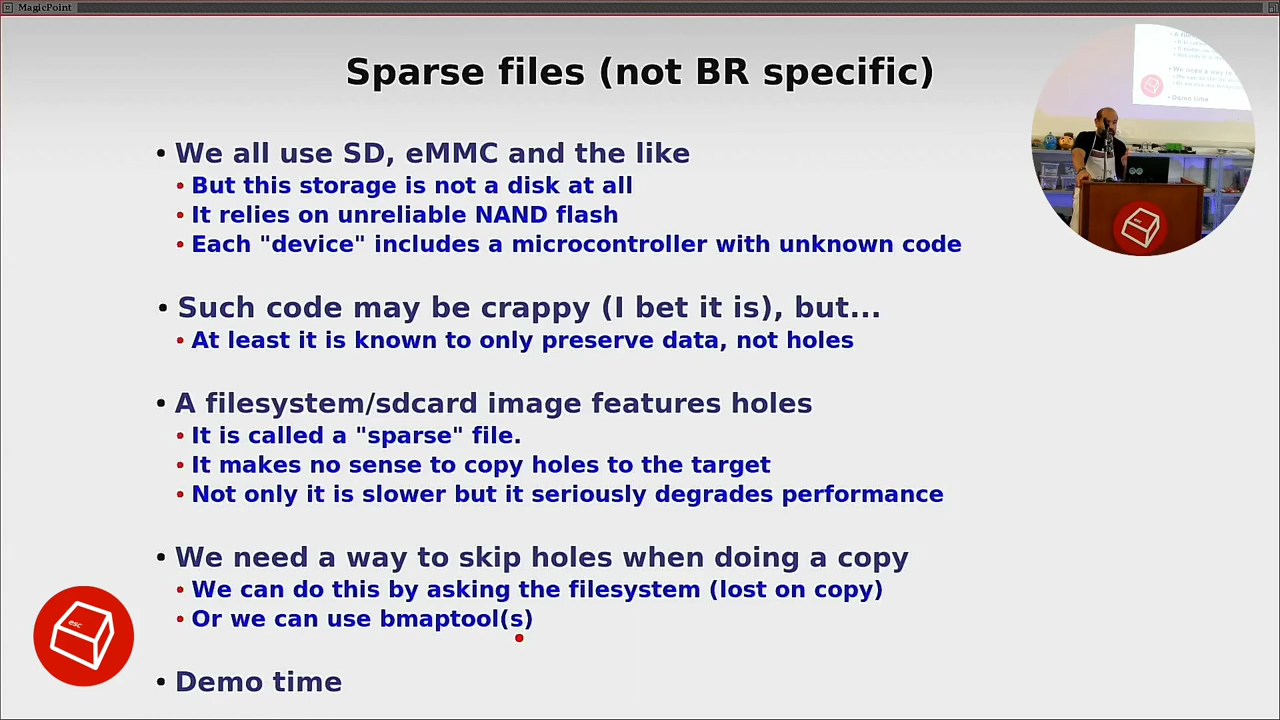 MagicPoint
Sparse files (not BR specific)
We all use SD, eMMC and the like
But this storage is not a disk at all
It relies on unreliable NAND flash
Each "device" includes a microcontroller with unknown code
Such code may be crappy (I bet it is), but...
At least it is known to only preserve data, not holes
A filesystem/sdcard image features holes
It is called a "sparse" file.
It makes no sense to copy holes to the target
Not only it is slower but it seriously degrades performance
We need a way to skip holes when doing a copy
We can do this by asking the filesystem (lost on copy)
Or we can use bmaptool(s)
Demo time
esc
Demo time
esc